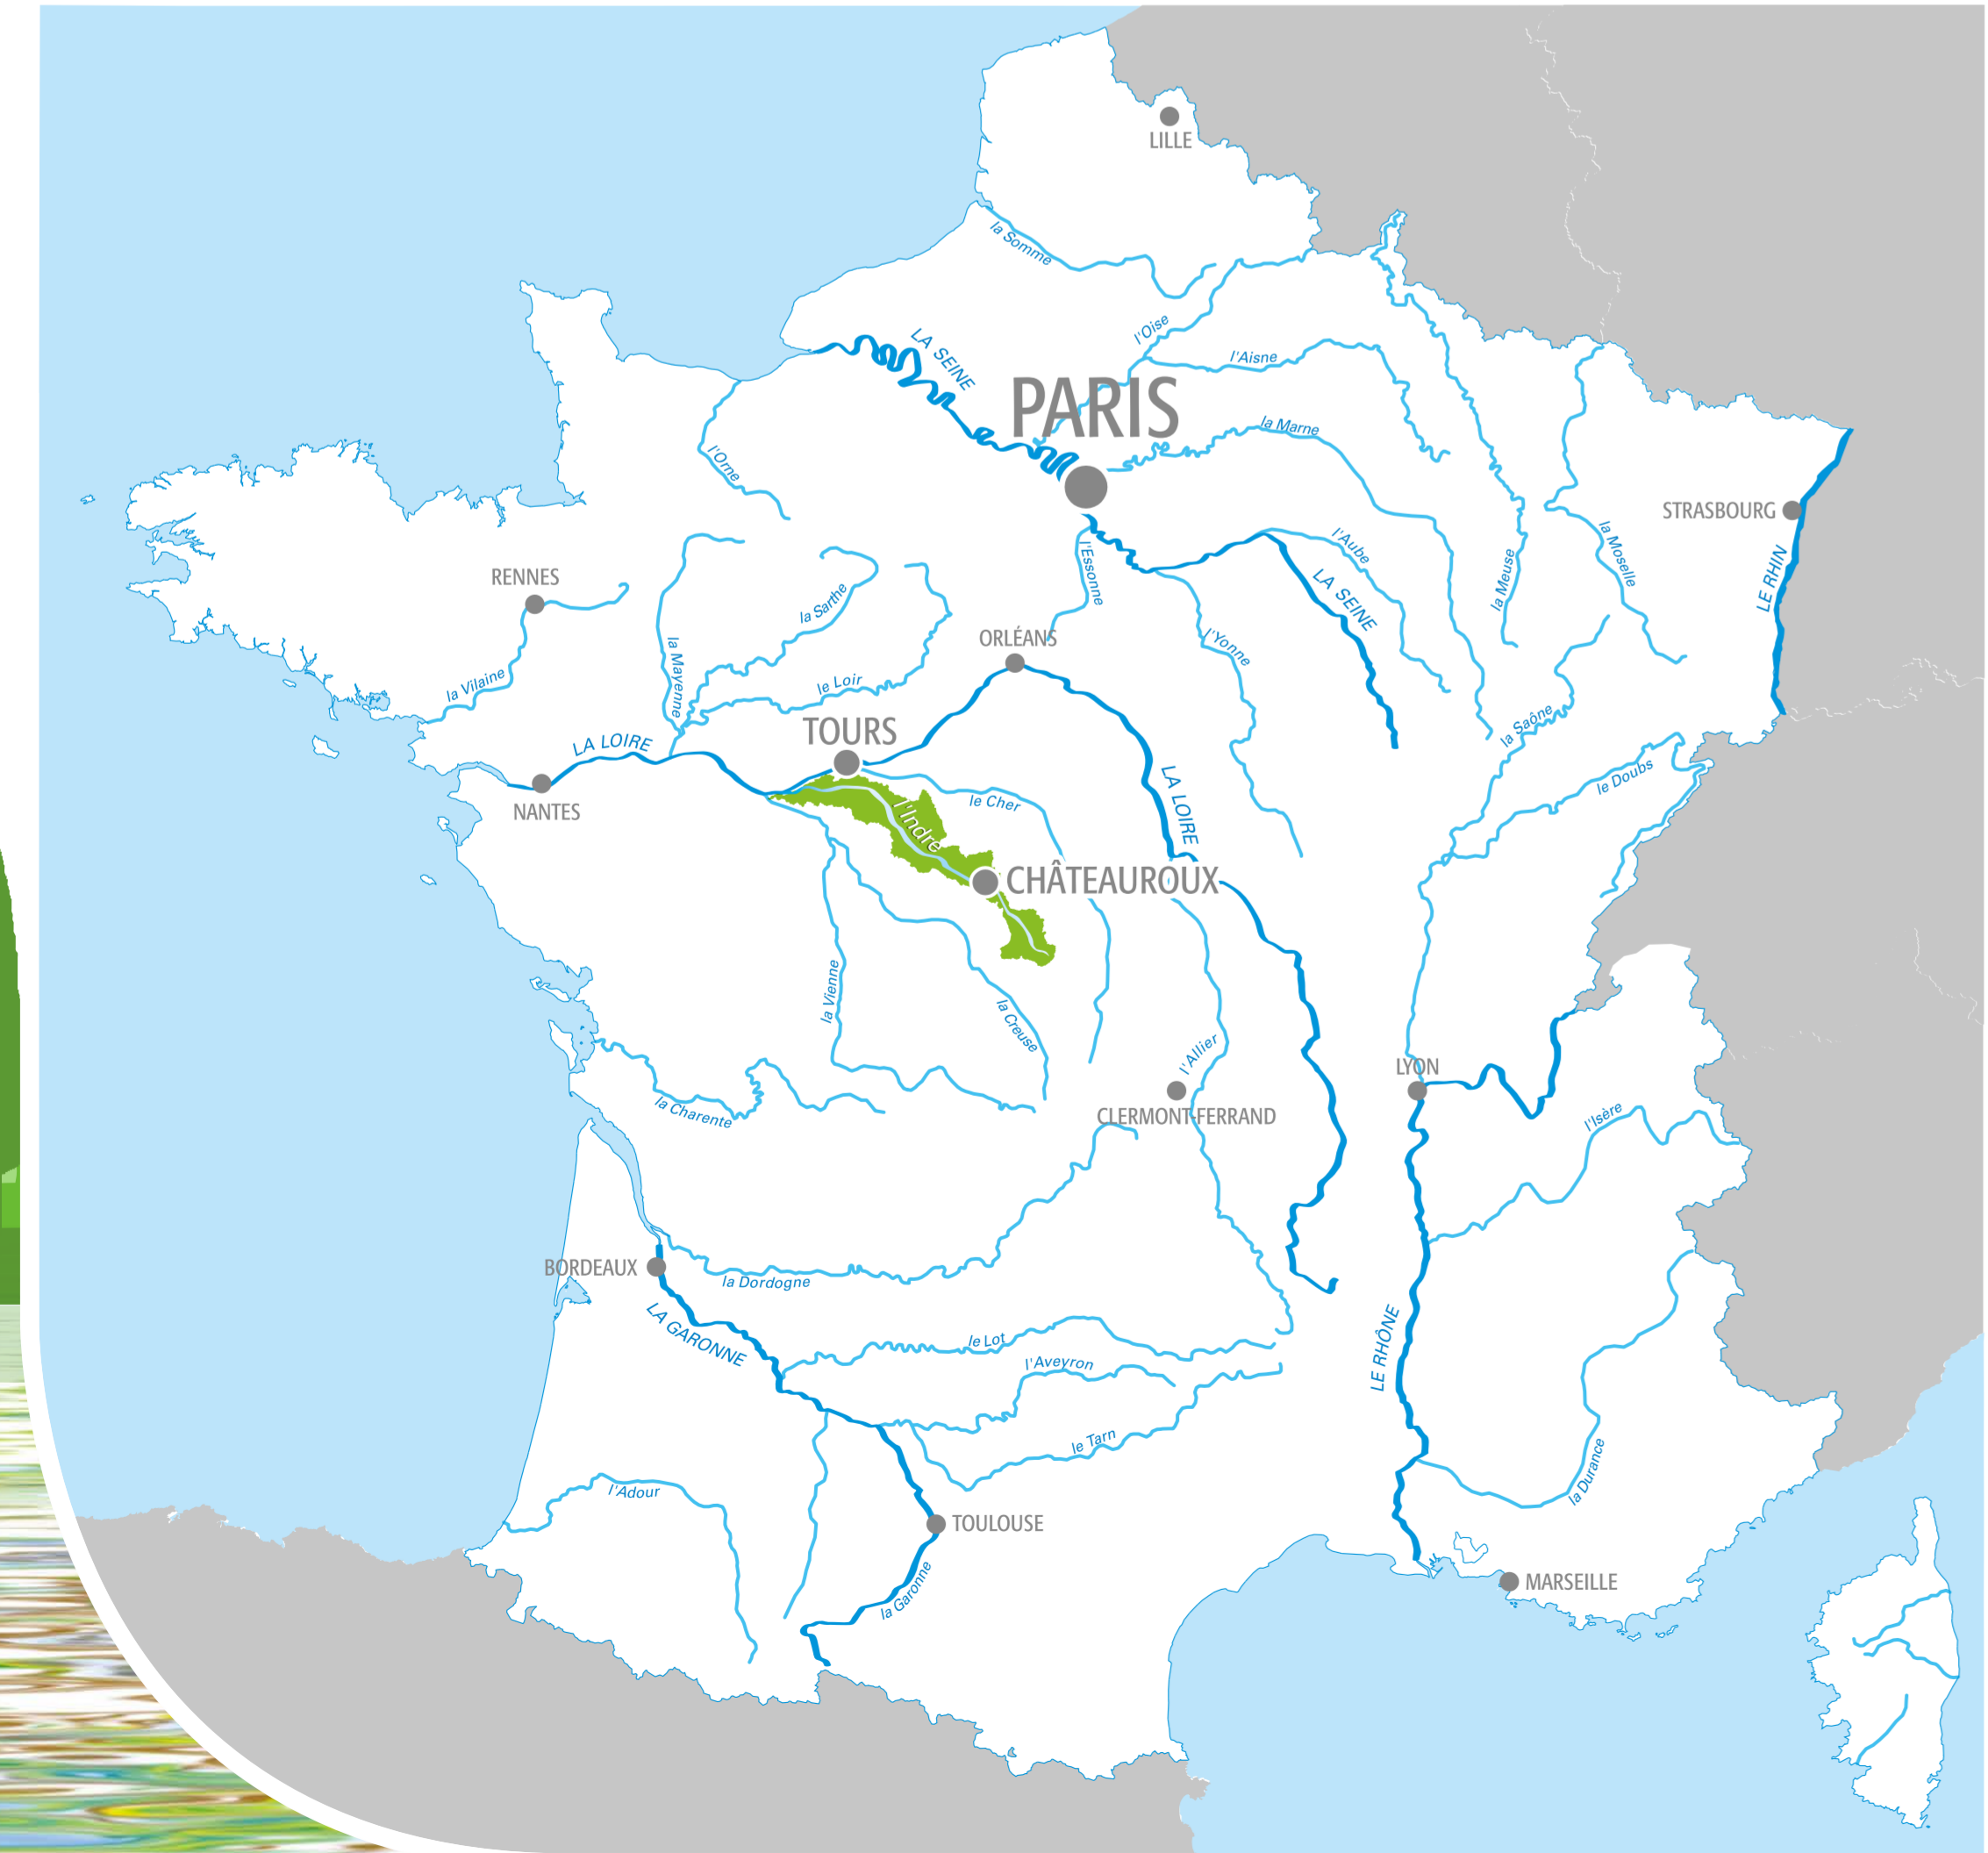 LILLE
la Somme
l'Oise
LA SEINE
l'Aisne
PARIS
la Marne
l'Orne
STRASBOURG
l'Aube
la Moselle
l'Essonne
la Meuse
LE RHIN
RENNES
LA SEINE
la Sarthe
ORLÉANS
l'Yonne
la Mayenne
la Vilaine
le Loir
la Saône
TOURS
LA LOIRE
le Doubs
LA LOIRE
le Cher
NANTES
l'Indre
CHÂTEAUROUX
la Vienne
la Creuse
l'Allier
LYON
la Charente
CLERMONT-FERRAND
l'Isère
BORDEAUX
la Dordogne
LA GARONNE
le Lot
LE RHÔNE
l'Aveyron
le Tarn
la Durance
l'Adour
TOULOUSE
la Garonne
MARSEILLE